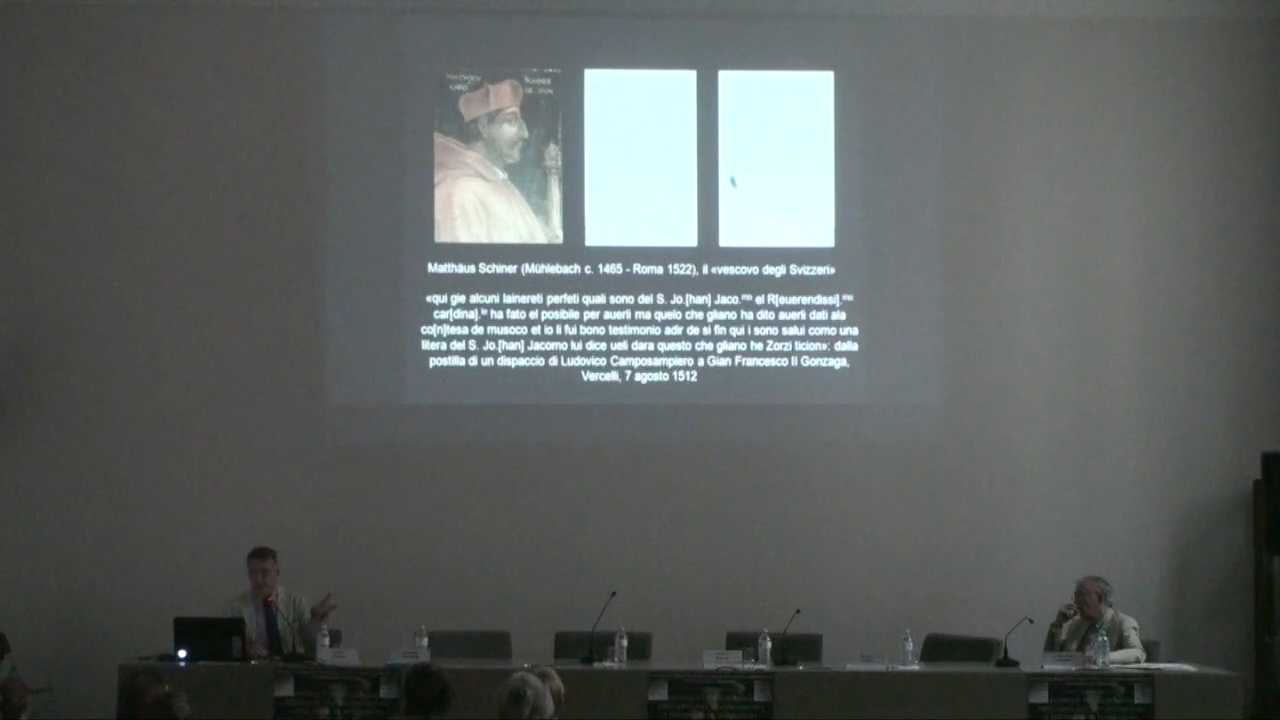 Matthäus Schiner (Mühlebach c. 1465 - Roma 1522), il «vescovo degli Svizzeri»
«qui gie alcuni lainereti perfeti quali sono del S. Jo.[han] Jaco.ᵐᵒ el R[euerendissi].ᵐᵒ
car[dina].ˡᵉ ha fato el posibile per auerli ma quelo che gliano ha dito auerli dati ala
co[n]tesa de musoco et io li fui bono testimonio adir de si fin qui i sono salui como una
litera del S. Jo.[han] Jacomo lui dice ueli dara questo che gliano he Zorzi ticion»: dalla
postilla di un dispaccio di Ludovico Camposampiero a Gian Francesco II Gonzaga,
Vercelli, 7 agosto 1512